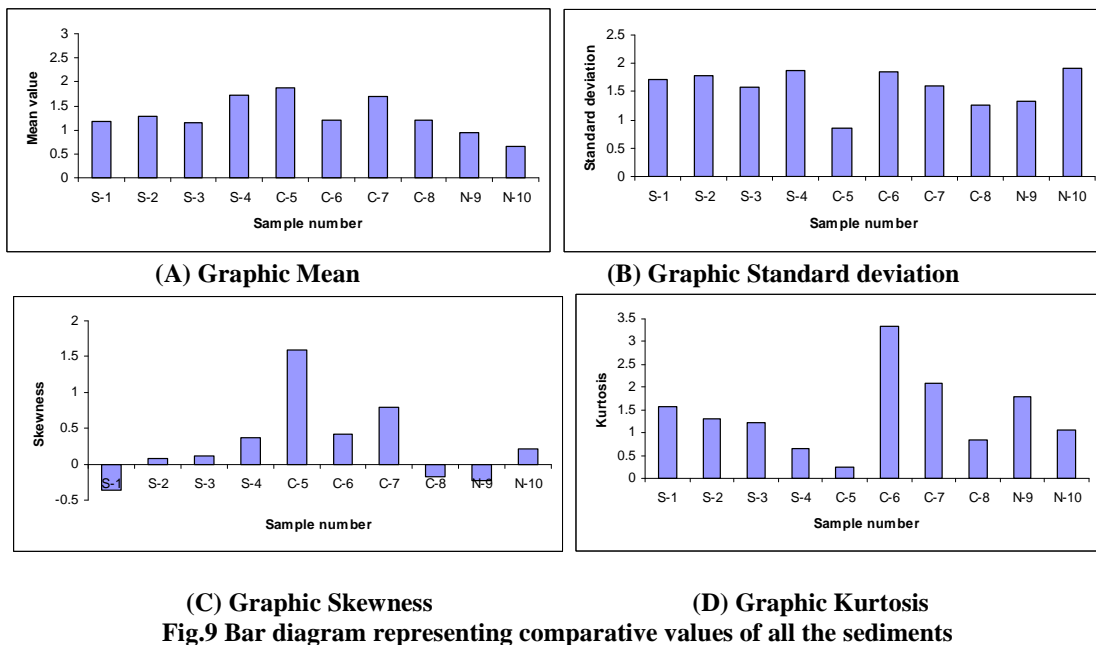 3
2.5
2
1.5
1
0.5
0
Mean value
S-1 S-2 S-3 S-4 C-5 C-6 C-7 C-8 N-9 N-10
Sample number
(A) Graphic Mean
2.5
2
1.5
1
0.5
0
Standard deviation
S-1 S-2 S-3 S-4 C-5 C-6 C-7 C-8 N-9 N-10
Sample number
(B) Graphic Standard deviation
2
1.5
1
0.5
0
-0.5
Skewness
S-1 S-2 S-3 S-4 C-5 C-6 C-7 C-8 N-9 N-10
Sample number
(C) Graphic Skewness
3.5
3
2.5
2
1.5
1
0.5
0
Kurtosis
S-1 S-2 S-3 S-4 C-5 C-6 C-7 C-8 N-9 N-10
Sample number
(D) Graphic Kurtosis
Fig.9 Bar diagram representing comparative values of all the sediments